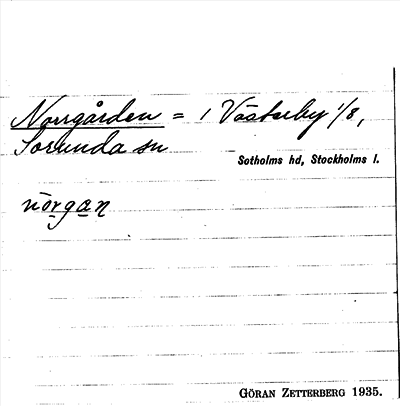 Norrgården = 1 Västerby 1/8,
Sorunda sn
Sotholms hd, Stockholms l.
nörgan
GÖRAN ZETTERBERG 1935.